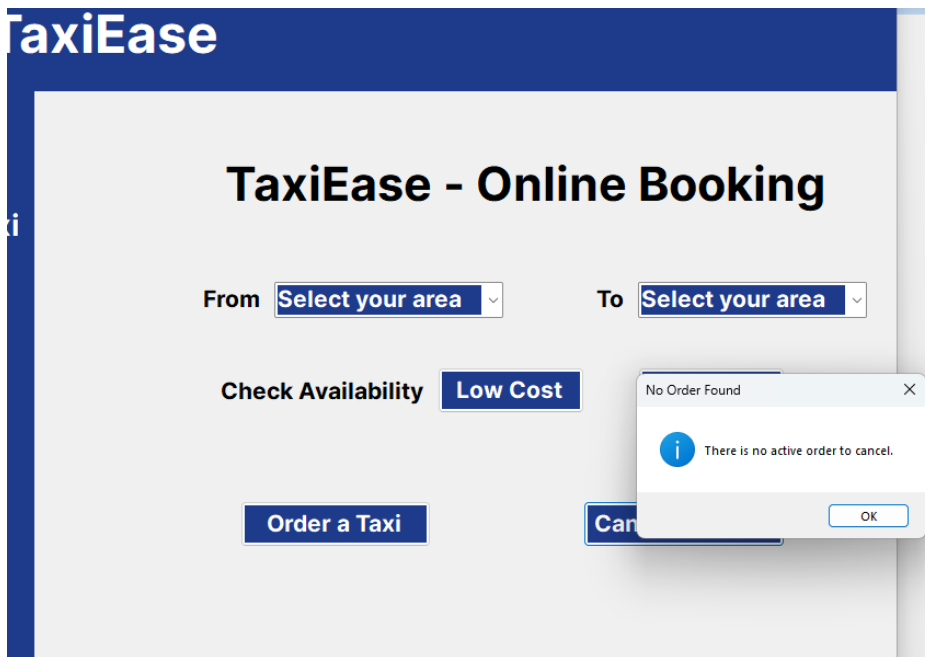 TaxiEase
TaxiEase - Online Booking
From Select your area To Select your area
Check Availability Low Cost
No Order Found
There is no active order to cancel.
OK
Order a Taxi